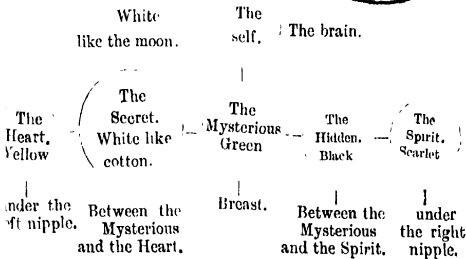 White
like the moon.
The
self.
The brain.
The
Heart.
Yellow
The
Secret.
White like
cotton.
The
Mysterious
Green
The
Hidden.
Black
The
Spirit.
Scarlet
under the
left nipple.
Between the
Mysterious
and the Heart.
Breast.
Between the
Mysterious
and the Spirit.
under
the right
nipple.